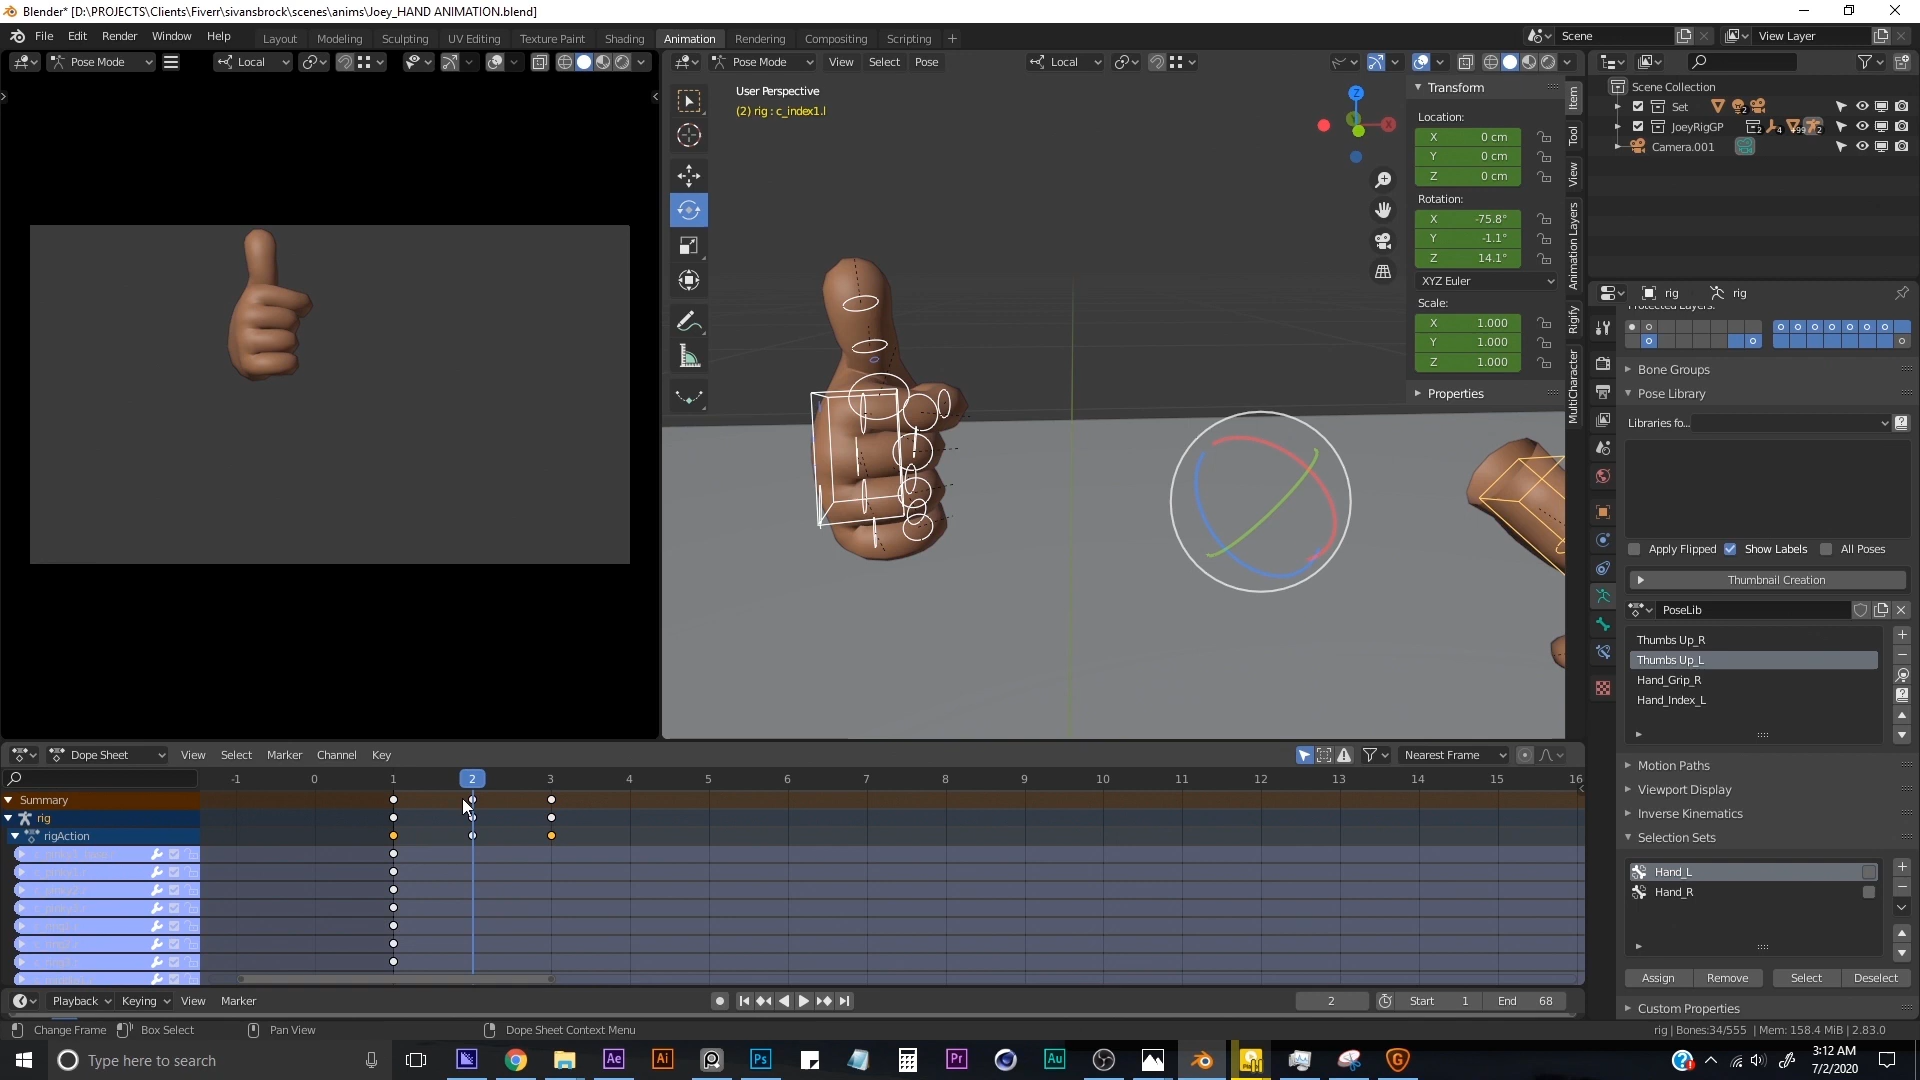 Blender* [D:\PROJECTS\Clients\Fiverr\sivansbrock\scenes\anims\Joey_HAND ANIMATION.blend]
File Edit Render Window Help Layout Modeling Sculpting UV Editing Texture Paint Shading Animation Rendering Compositing Scripting + Scene View Layer
Pose Mode Local Pose Mode View Select Pose Local
User Perspective
(2) rig : c_index1.l
Transform
Location:
X 0 cm
Y 0 cm
Z 0 cm
Rotation:
X -75.8°
Y -1.1°
Z 14.1°
XYZ Euler
Scale:
X 1.000
Y 1.000
Z 1.000
Properties
Item
Tool
View
Animation Layers
Rigify
MultiCharacter
Z
X
Scene Collection
Set 2
JoeyRigGP 2 4 +99 2
Camera.001
rig rig
Bone Groups
Pose Library
Libraries fo...
Apply Flipped Show Labels All Poses
Thumbnail Creation
PoseLib
Thumbs Up_R
Thumbs Up_L
Hand_Grip_R
Hand_Index_L
Motion Paths
Viewport Display
Inverse Kinematics
Selection Sets
Hand_L
Hand_R
Assign Remove Select Deselect
Custom Properties
Dope Sheet View Select Marker Channel Key Nearest Frame
-1 0 1 2 3 4 5 6 7 8 9 10 11 12 13 14 15 16
Summary
rig
rigAction
Playback Keying View Marker 2 Start 1 End 68
Change Frame Box Select Pan View Dope Sheet Context Menu rig | Bones:34/555 | Mem: 158.4 MiB | 2.83.0
Type here to search Ae Ai Ps Pr Au 3:12 AM
7/2/2020